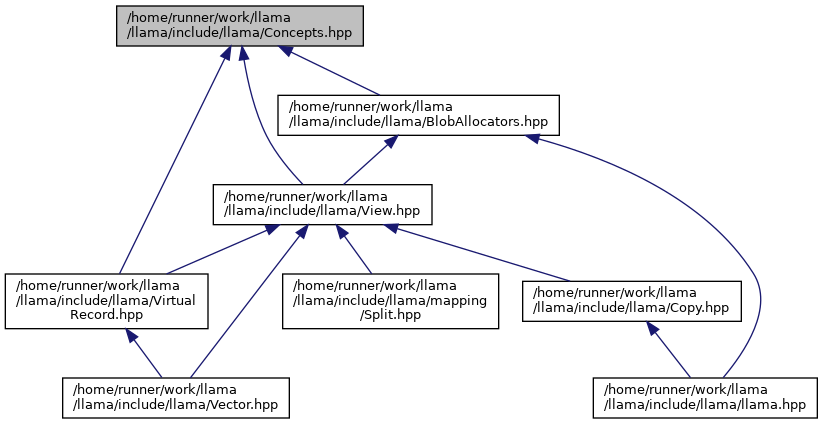 /home/runner/work/llama
/llama/include/llama/Concepts.hpp
/home/runner/work/llama
/llama/include/llama/BlobAllocators.hpp
/home/runner/work/llama
/llama/include/llama/View.hpp
/home/runner/work/llama
/llama/include/llama/Virtual
Record.hpp
/home/runner/work/llama
/llama/include/llama/mapping
/Split.hpp
/home/runner/work/llama
/llama/include/llama/Copy.hpp
/home/runner/work/llama
/llama/include/llama/Vector.hpp
/home/runner/work/llama
/llama/include/llama/llama.hpp